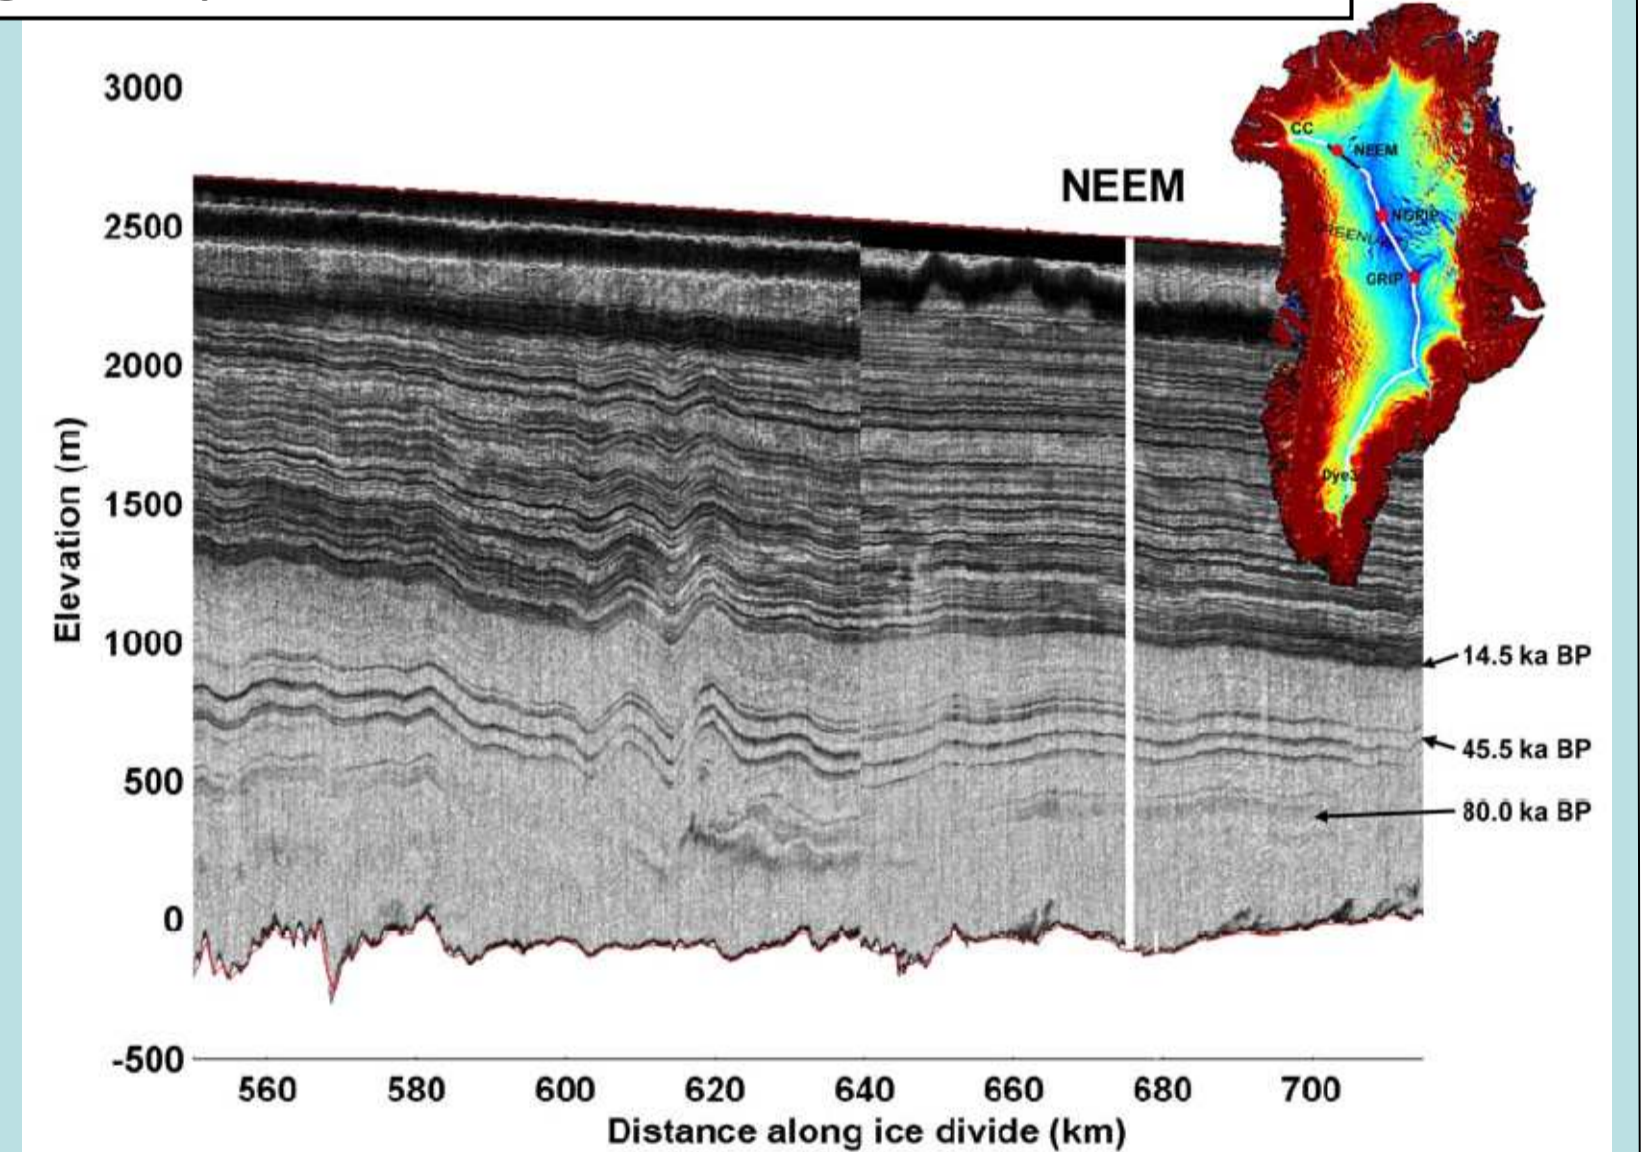 3000
2500
2000
1500
1000
500
0
-500
Elevation (m)
560 580 600 620 640 660 680 700
Distance along ice divide (km)
NEEM
14.5 ka BP
45.5 ka BP
80.0 ka BP
CC
NEEM
NGRIP
GRIP
Dye3